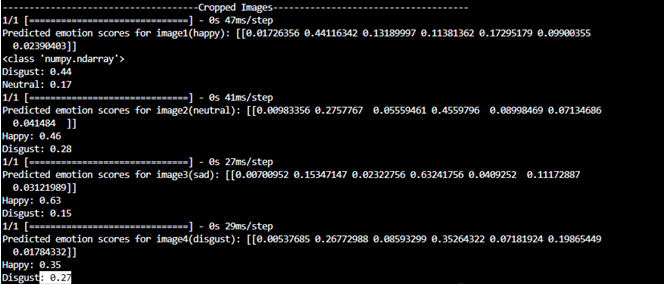 -----------------------------------Cropped Images-----------------------------------
1/1 [==============================] - 0s 47ms/step
Predicted emotion scores for image1(happy): [[0.01726356 0.44116342 0.13189997 0.11381362 0.17295179 0.09900355
0.02390403]]
<class 'numpy.ndarray'>
Disgust: 0.44
Neutral: 0.17
1/1 [==============================] - 0s 41ms/step
Predicted emotion scores for image2(neutral): [[0.00983356 0.2757767  0.05559461 0.4559796  0.08998469 0.07134686
0.041484  ]]
Happy: 0.46
Disgust: 0.28
1/1 [==============================] - 0s 27ms/step
Predicted emotion scores for image3(sad): [[0.00700952 0.15347147 0.02322756 0.63241756 0.0409252  0.11172887
0.03121989]]
Happy: 0.63
Disgust: 0.15
1/1 [==============================] - 0s 29ms/step
Predicted emotion scores for image4(disgust): [[0.00537685 0.26772988 0.08593299 0.35264322 0.07181924 0.19865449
0.01784332]]
Happy: 0.35
Disgust: 0.27